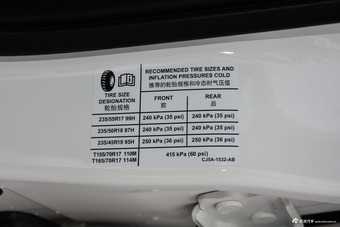 RECOMMENDED TIRE SIZES AND
INFLATION PRESSURES COLD
推荐的轮胎规格和冷态时气压值
TIRE SIZE
DESIGNATION
轮胎规格
FRONT
前
REAR
后
235/55R17 99H 240 kPa (35 psi) 240 kPa (35 psi)
235/50R18 97H 240 kPa (35 psi) 240 kPa (35 psi)
235/45R19 95H 250 kPa (36 psi) 250 kPa (36 psi)
T155/70R17 110M
T165/70R17 114M
415 kPa (60 psi)
CJ5A-1532-AB